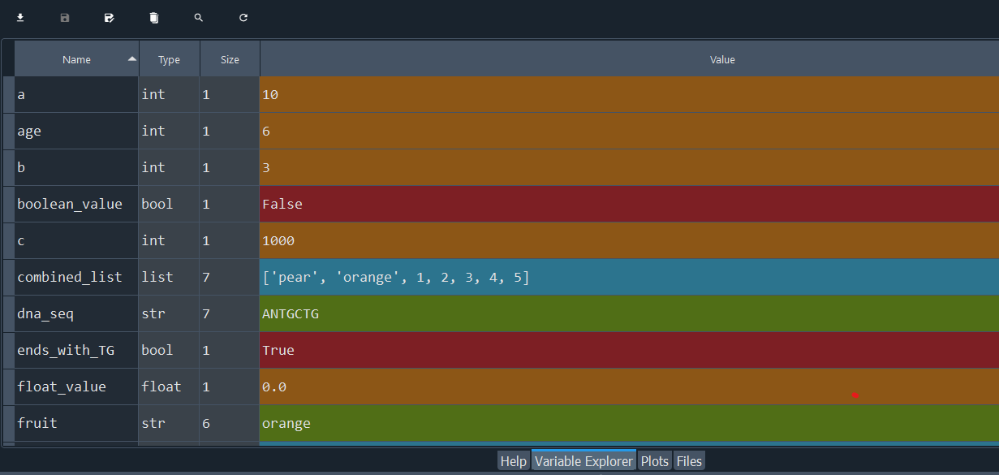 Name Type Size Value
a int 1 10
age int 1 6
b int 1 3
boolean_value bool 1 False
c int 1 1000
combined_list list 7 ['pear', 'orange', 1, 2, 3, 4, 5]
dna_seq str 7 ANTGCTG
ends_with_TG bool 1 True
float_value float 1 0.0
fruit str 6 orange
Help Variable Explorer Plots Files